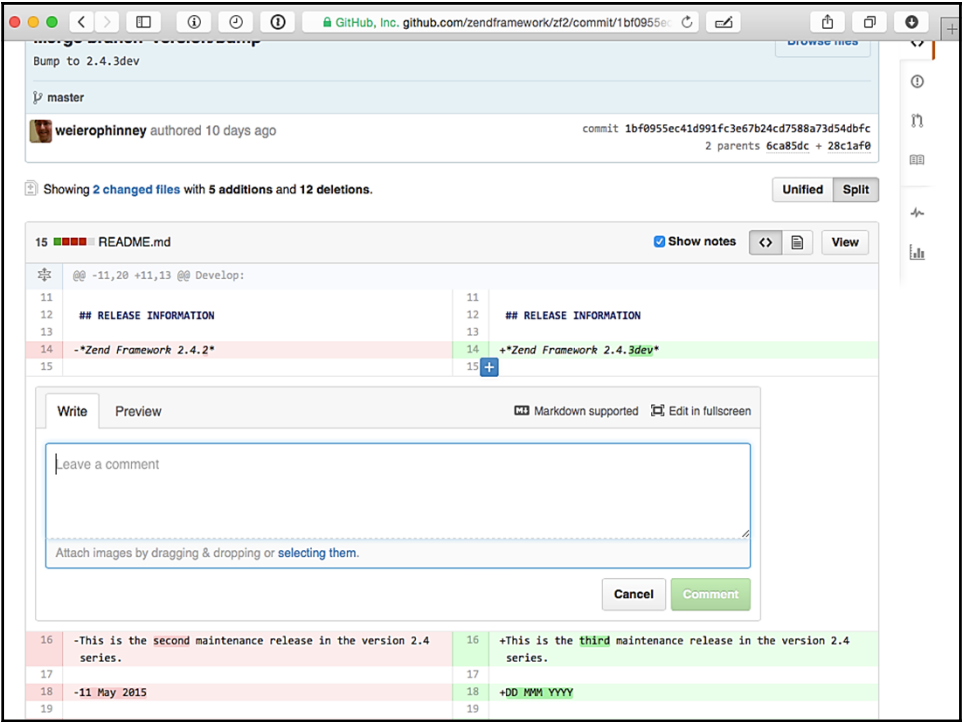 GitHub, Inc. github.com/zendframework/zf2/commit/1bf0955ec
Merge branch 'version/bump'
Browse files
Bump to 2.4.3dev
master
weierophinney authored 10 days ago
commit 1bf0955ec41d991fc3e67b24cd7588a73d54dbfc
2 parents 6ca85dc + 28c1af0
Showing 2 changed files with 5 additions and 12 deletions.
Unified Split
15 README.md
Show notes
View
@@ -11,20 +11,13 @@ Develop:
11 11
12 ## RELEASE INFORMATION 12 ## RELEASE INFORMATION
13 13
14 -*Zend Framework 2.4.2* 14 +*Zend Framework 2.4.3dev*
15 15 +
Write Preview
Markdown supported Edit in fullscreen
Leave a comment
Attach images by dragging & dropping or selecting them.
Cancel Comment
16 -This is the second maintenance release in the version 2.4 series.
16 +This is the third maintenance release in the version 2.4 series.
17 17
18 -11 May 2015 18 +DD MMM YYYY
19 19